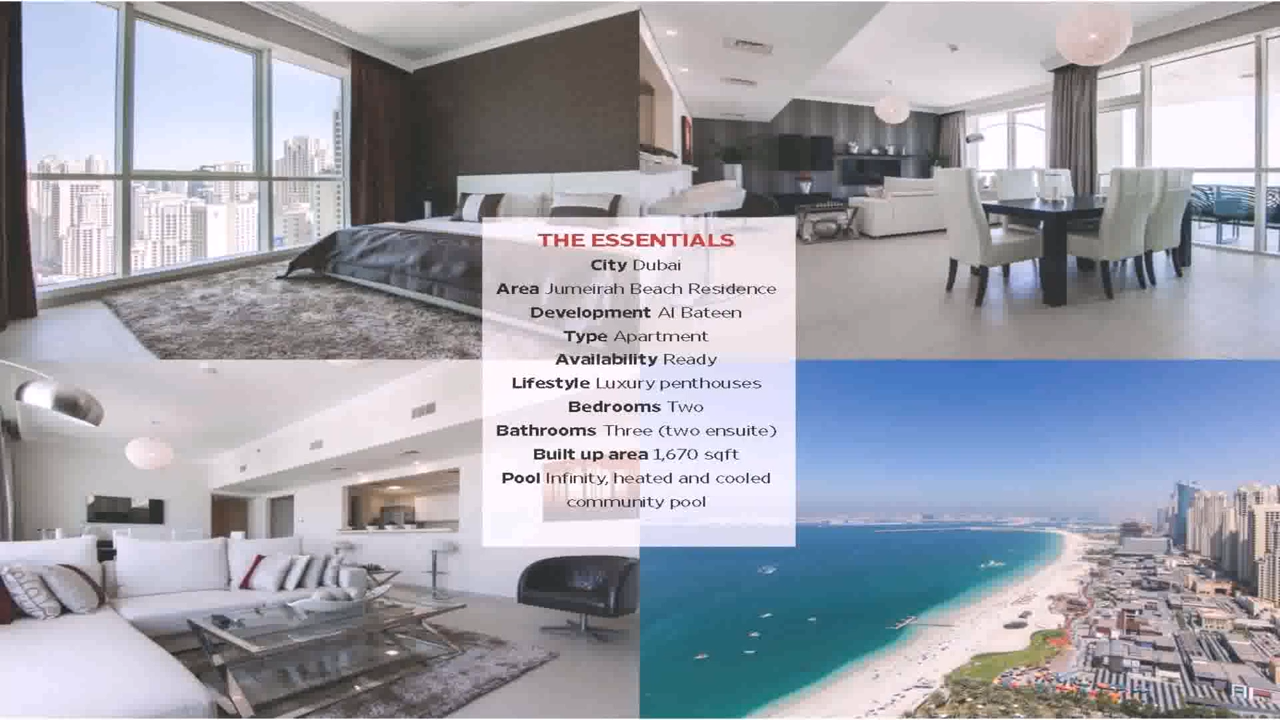 THE ESSENTIALS
City Dubai
Area Jumeirah Beach Residence
Development Al Bateen
Type Apartment
Availability Ready
Lifestyle Luxury penthouses
Bedrooms Two
Bathrooms Three (two ensuite)
Built up area 1,670 sqft
Pool Infinity, heated and cooled
community pool